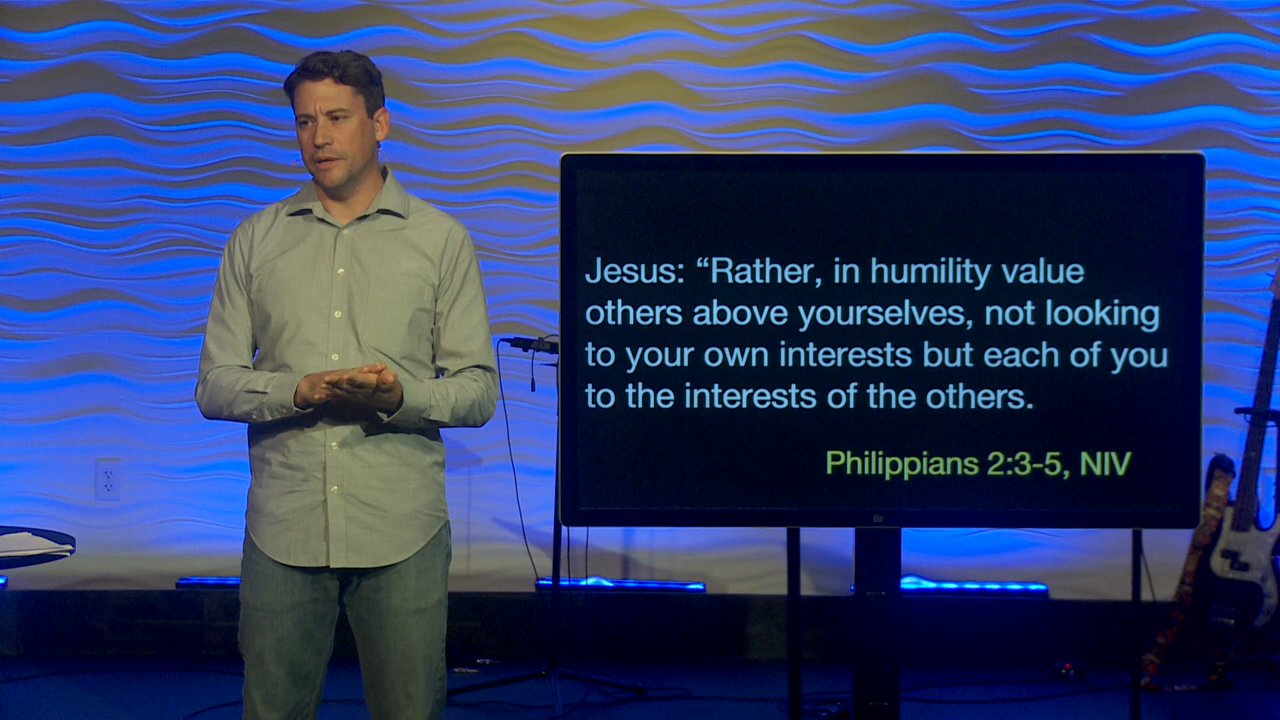 Jesus: “Rather, in humility value
others above yourselves, not looking
to your own interests but each of you
to the interests of the others.
Philippians 2:3-5, NIV